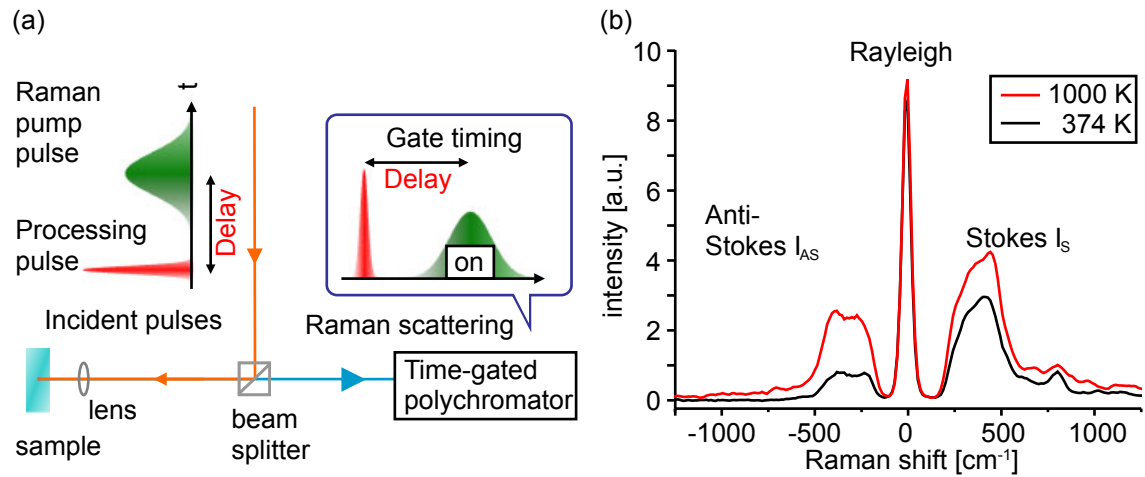 (a)
Raman
pump
pulse
t
Delay
Processing
pulse
Incident pulses
Gate timing
Delay
on
Raman scattering
Time-gated
polychromator
lens
sample
beam
splitter
(b)
Rayleigh
1000 K
374 K
Anti-
Stokes I_AS
Stokes I_S
intensity [a.u.]
10
8
6
4
2
0
-1000
-500
0
500
1000
Raman shift [cm⁻¹]